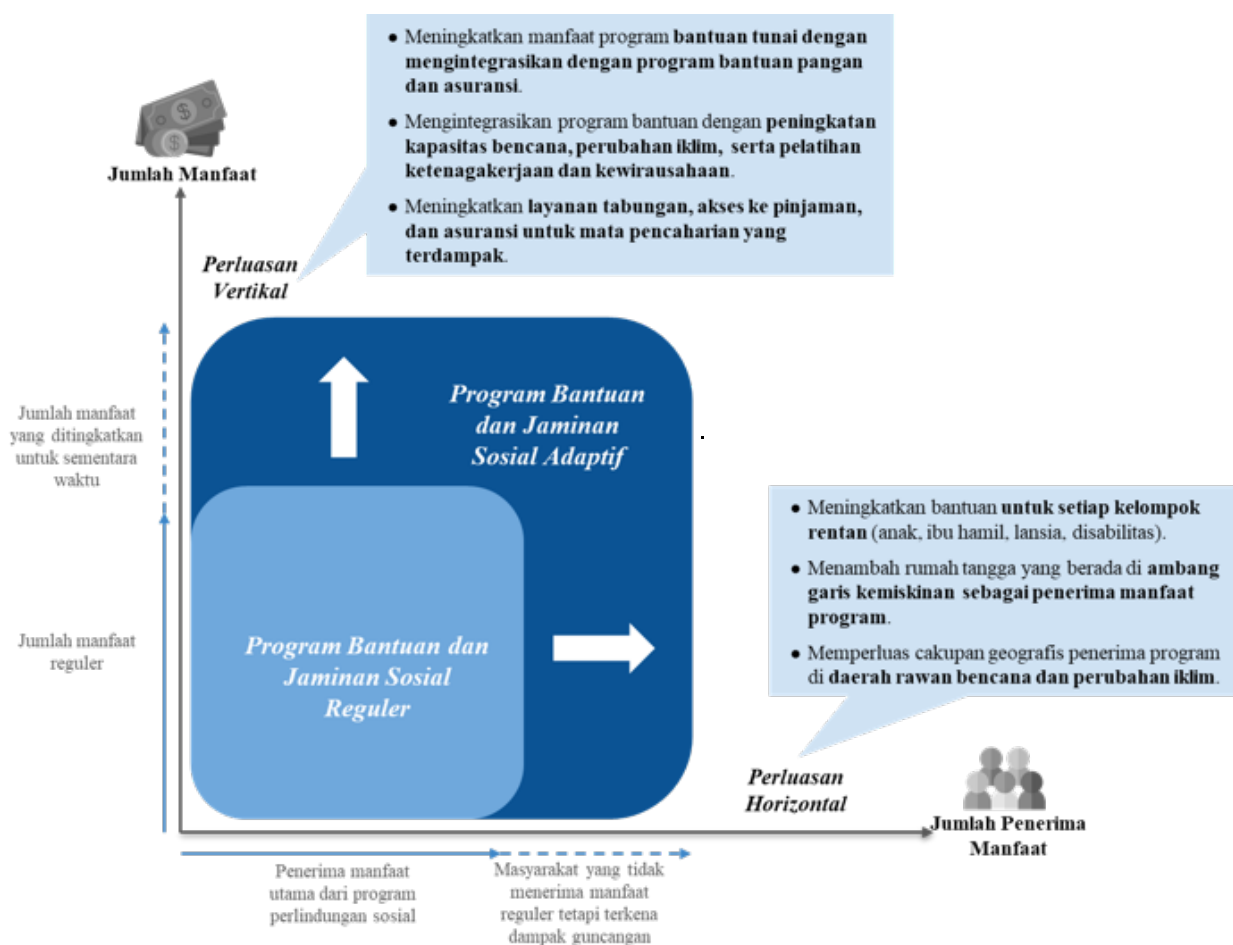 ● Meningkatkan manfaat program bantuan tunai dengan
mengintegrasikan dengan program bantuan pangan
dan asuransi.
● Mengintegrasikan program bantuan dengan peningkatan
kapasitas bencana, perubahan iklim, serta pelatihan
ketenagakerjaan dan kewirausahaan.
● Meningkatkan layanan tabungan, akses ke pinjaman,
dan asuransi untuk mata pencaharian yang
terdampak.
Jumlah Manfaat
Perluasan
Vertikal
Program Bantuan
dan Jaminan
Sosial Adaptif
Jumlah manfaat
yang ditingkatkan
untuk sementara
waktu
● Meningkatkan bantuan untuk setiap kelompok
rentan (anak, ibu hamil, lansia, disabilitas).
● Menambah rumah tangga yang berada di ambang
garis kemiskinan sebagai penerima manfaat
program.
● Memperluas cakupan geografis penerima program
di daerah rawan bencana dan perubahan iklim.
Jumlah manfaat
reguler
Program Bantuan dan
Jaminan Sosial
Reguler
Perluasan
Horizontal
Jumlah Penerima
Manfaat
Penerima manfaat
utama dari program
perlindungan sosial
Masyarakat yang tidak
menerima manfaat
reguler tetapi terkena
dampak guncangan